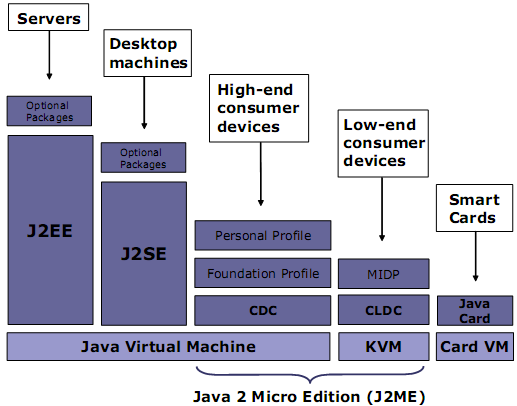 Servers
Desktop
machines
High-end
consumer
devices
Low-end
consumer
devices
Smart
Cards
Optional
Packages
J2EE
Optional
Packages
J2SE
Personal Profile
Foundation Profile
CDC
MIDP
CLDC
Java
Card
Java Virtual Machine
KVM
Card VM
Java 2 Micro Edition (J2ME)